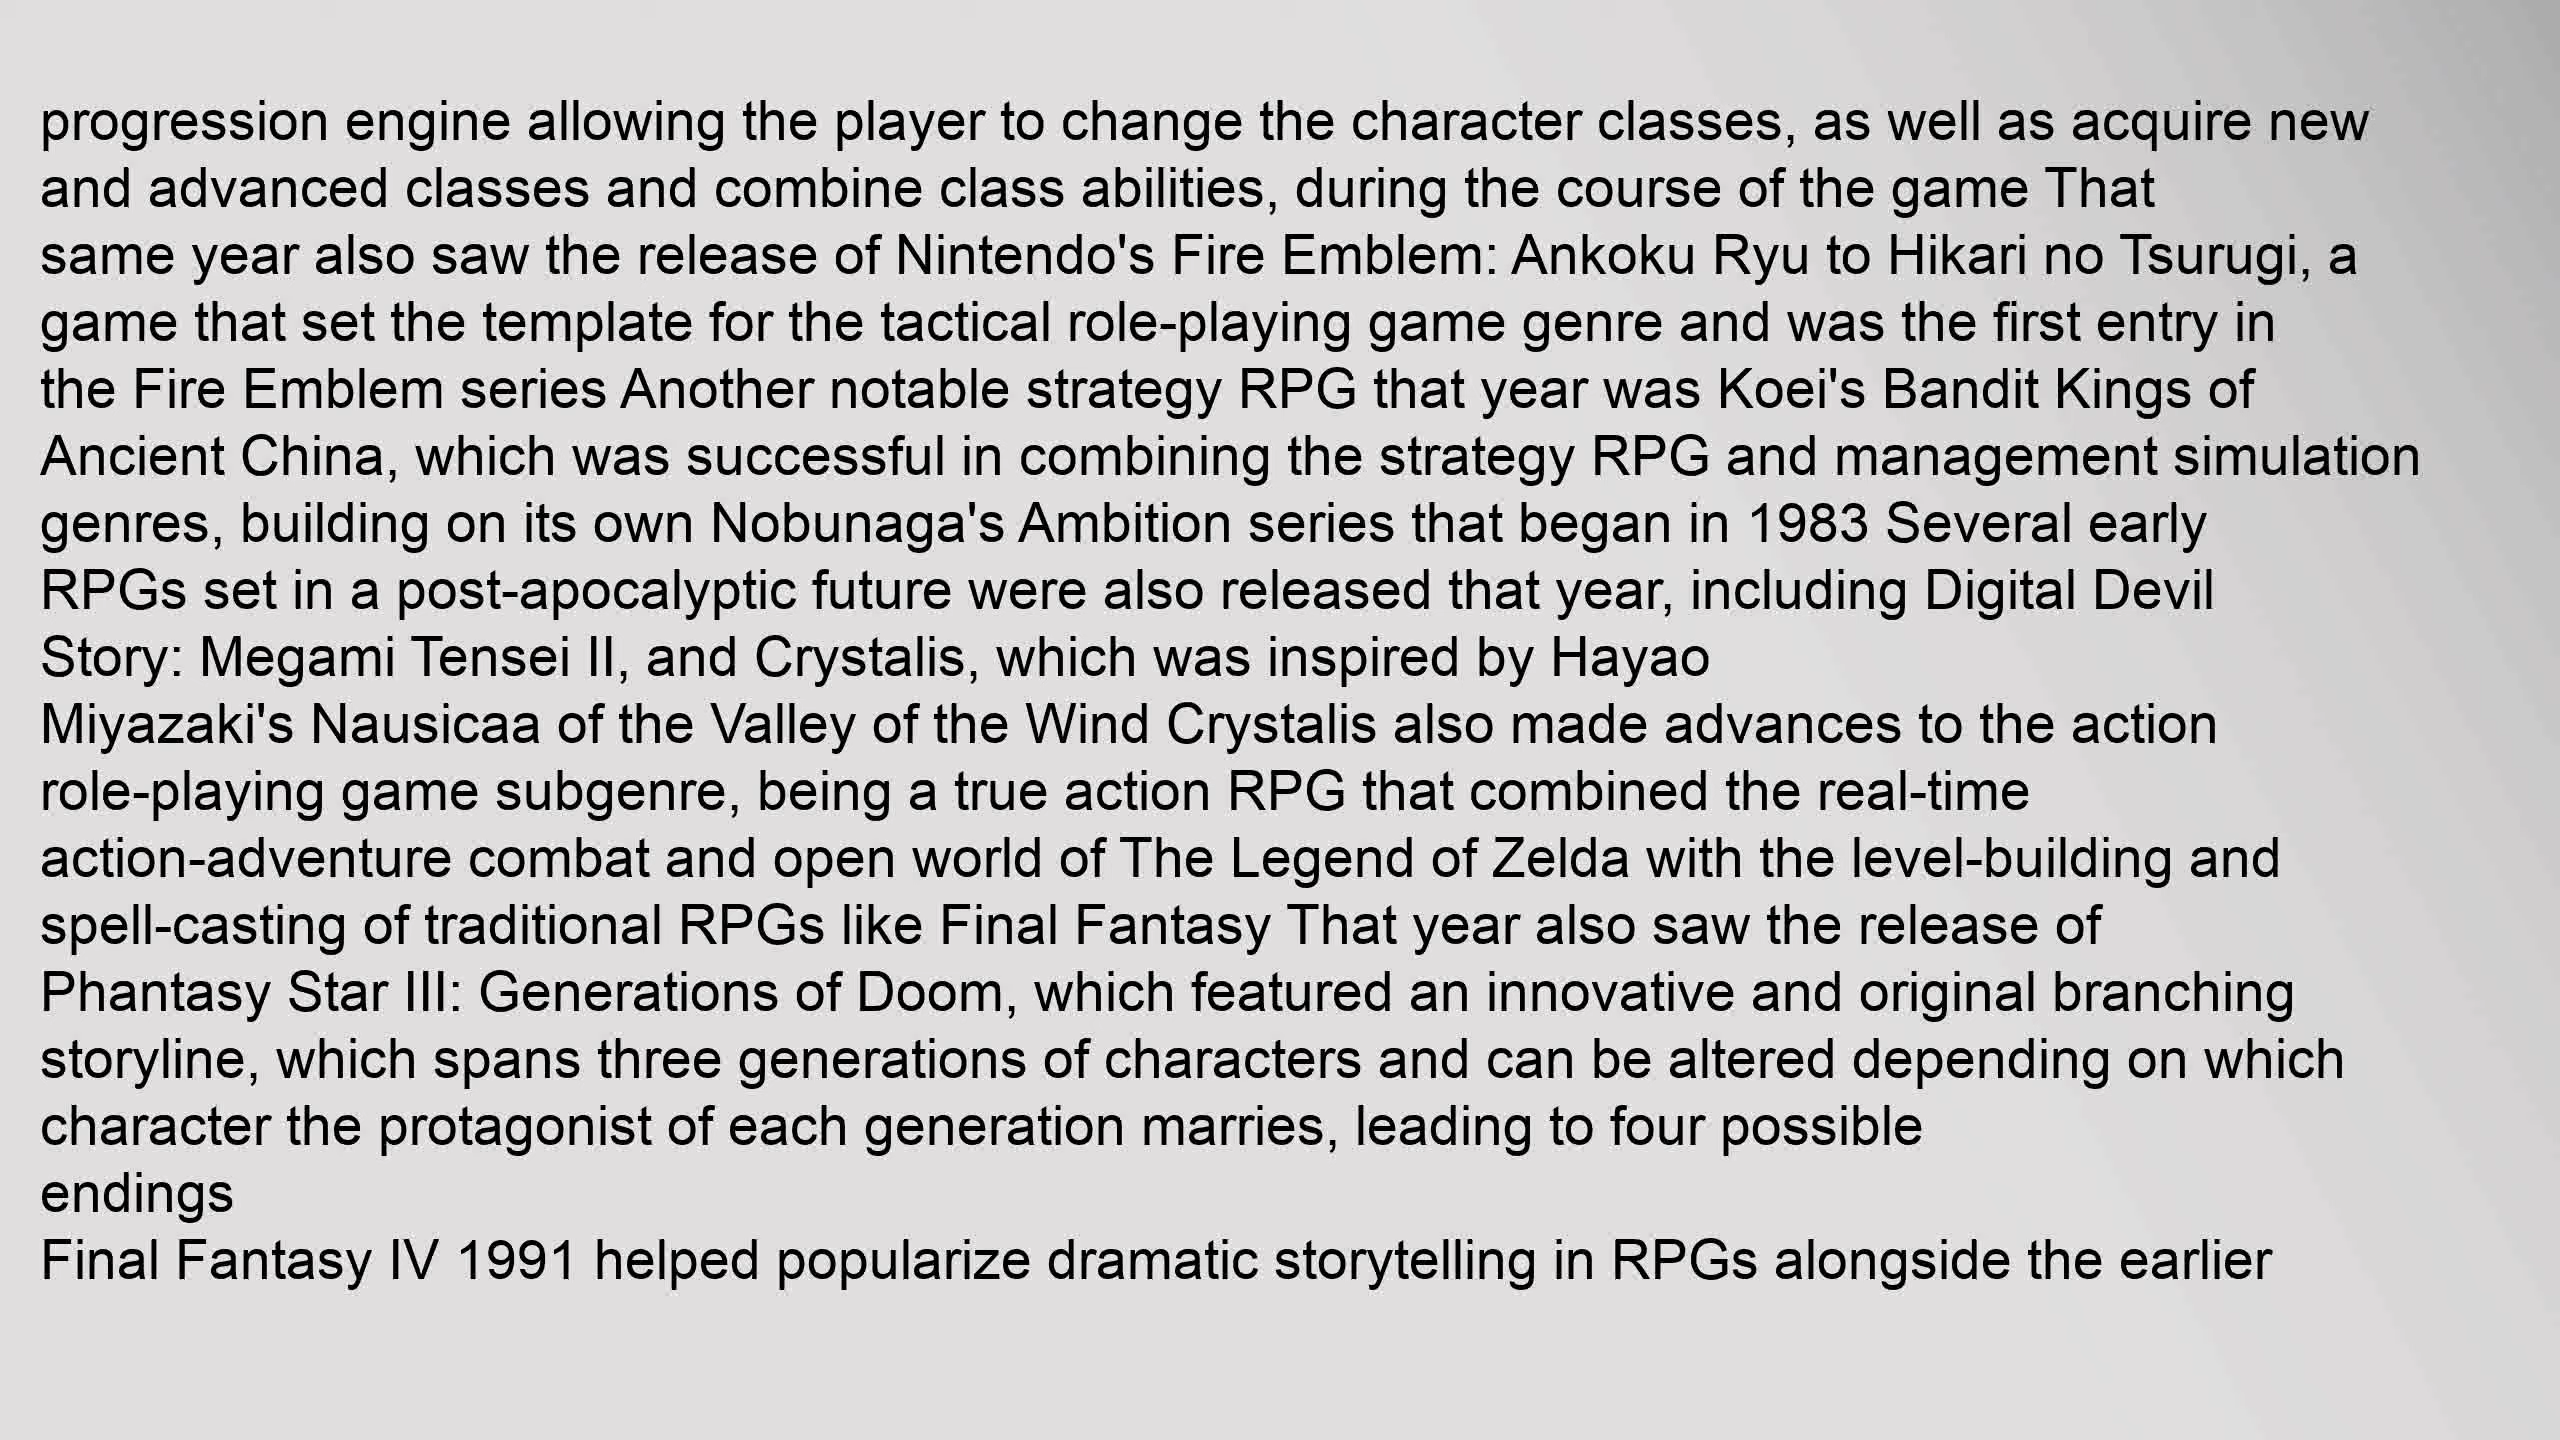 progression engine allowing the player to change the character classes, as well as acquire new
and advanced classes and combine class abilities, during the course of the game That
same year also saw the release of Nintendo's Fire Emblem: Ankoku Ryu to Hikari no Tsurugi, a
game that set the template for the tactical role-playing game genre and was the first entry in
the Fire Emblem series Another notable strategy RPG that year was Koei's Bandit Kings of
Ancient China, which was successful in combining the strategy RPG and management simulation
genres, building on its own Nobunaga's Ambition series that began in 1983 Several early
RPGs set in a post-apocalyptic future were also released that year, including Digital Devil
Story: Megami Tensei II, and Crystalis, which was inspired by Hayao
Miyazaki's Nausicaa of the Valley of the Wind Crystalis also made advances to the action
role-playing game subgenre, being a true action RPG that combined the real-time
action-adventure combat and open world of The Legend of Zelda with the level-building and
spell-casting of traditional RPGs like Final Fantasy That year also saw the release of
Phantasy Star III: Generations of Doom, which featured an innovative and original branching
storyline, which spans three generations of characters and can be altered depending on which
character the protagonist of each generation marries, leading to four possible
endings
Final Fantasy IV 1991 helped popularize dramatic storytelling in RPGs alongside the earlier